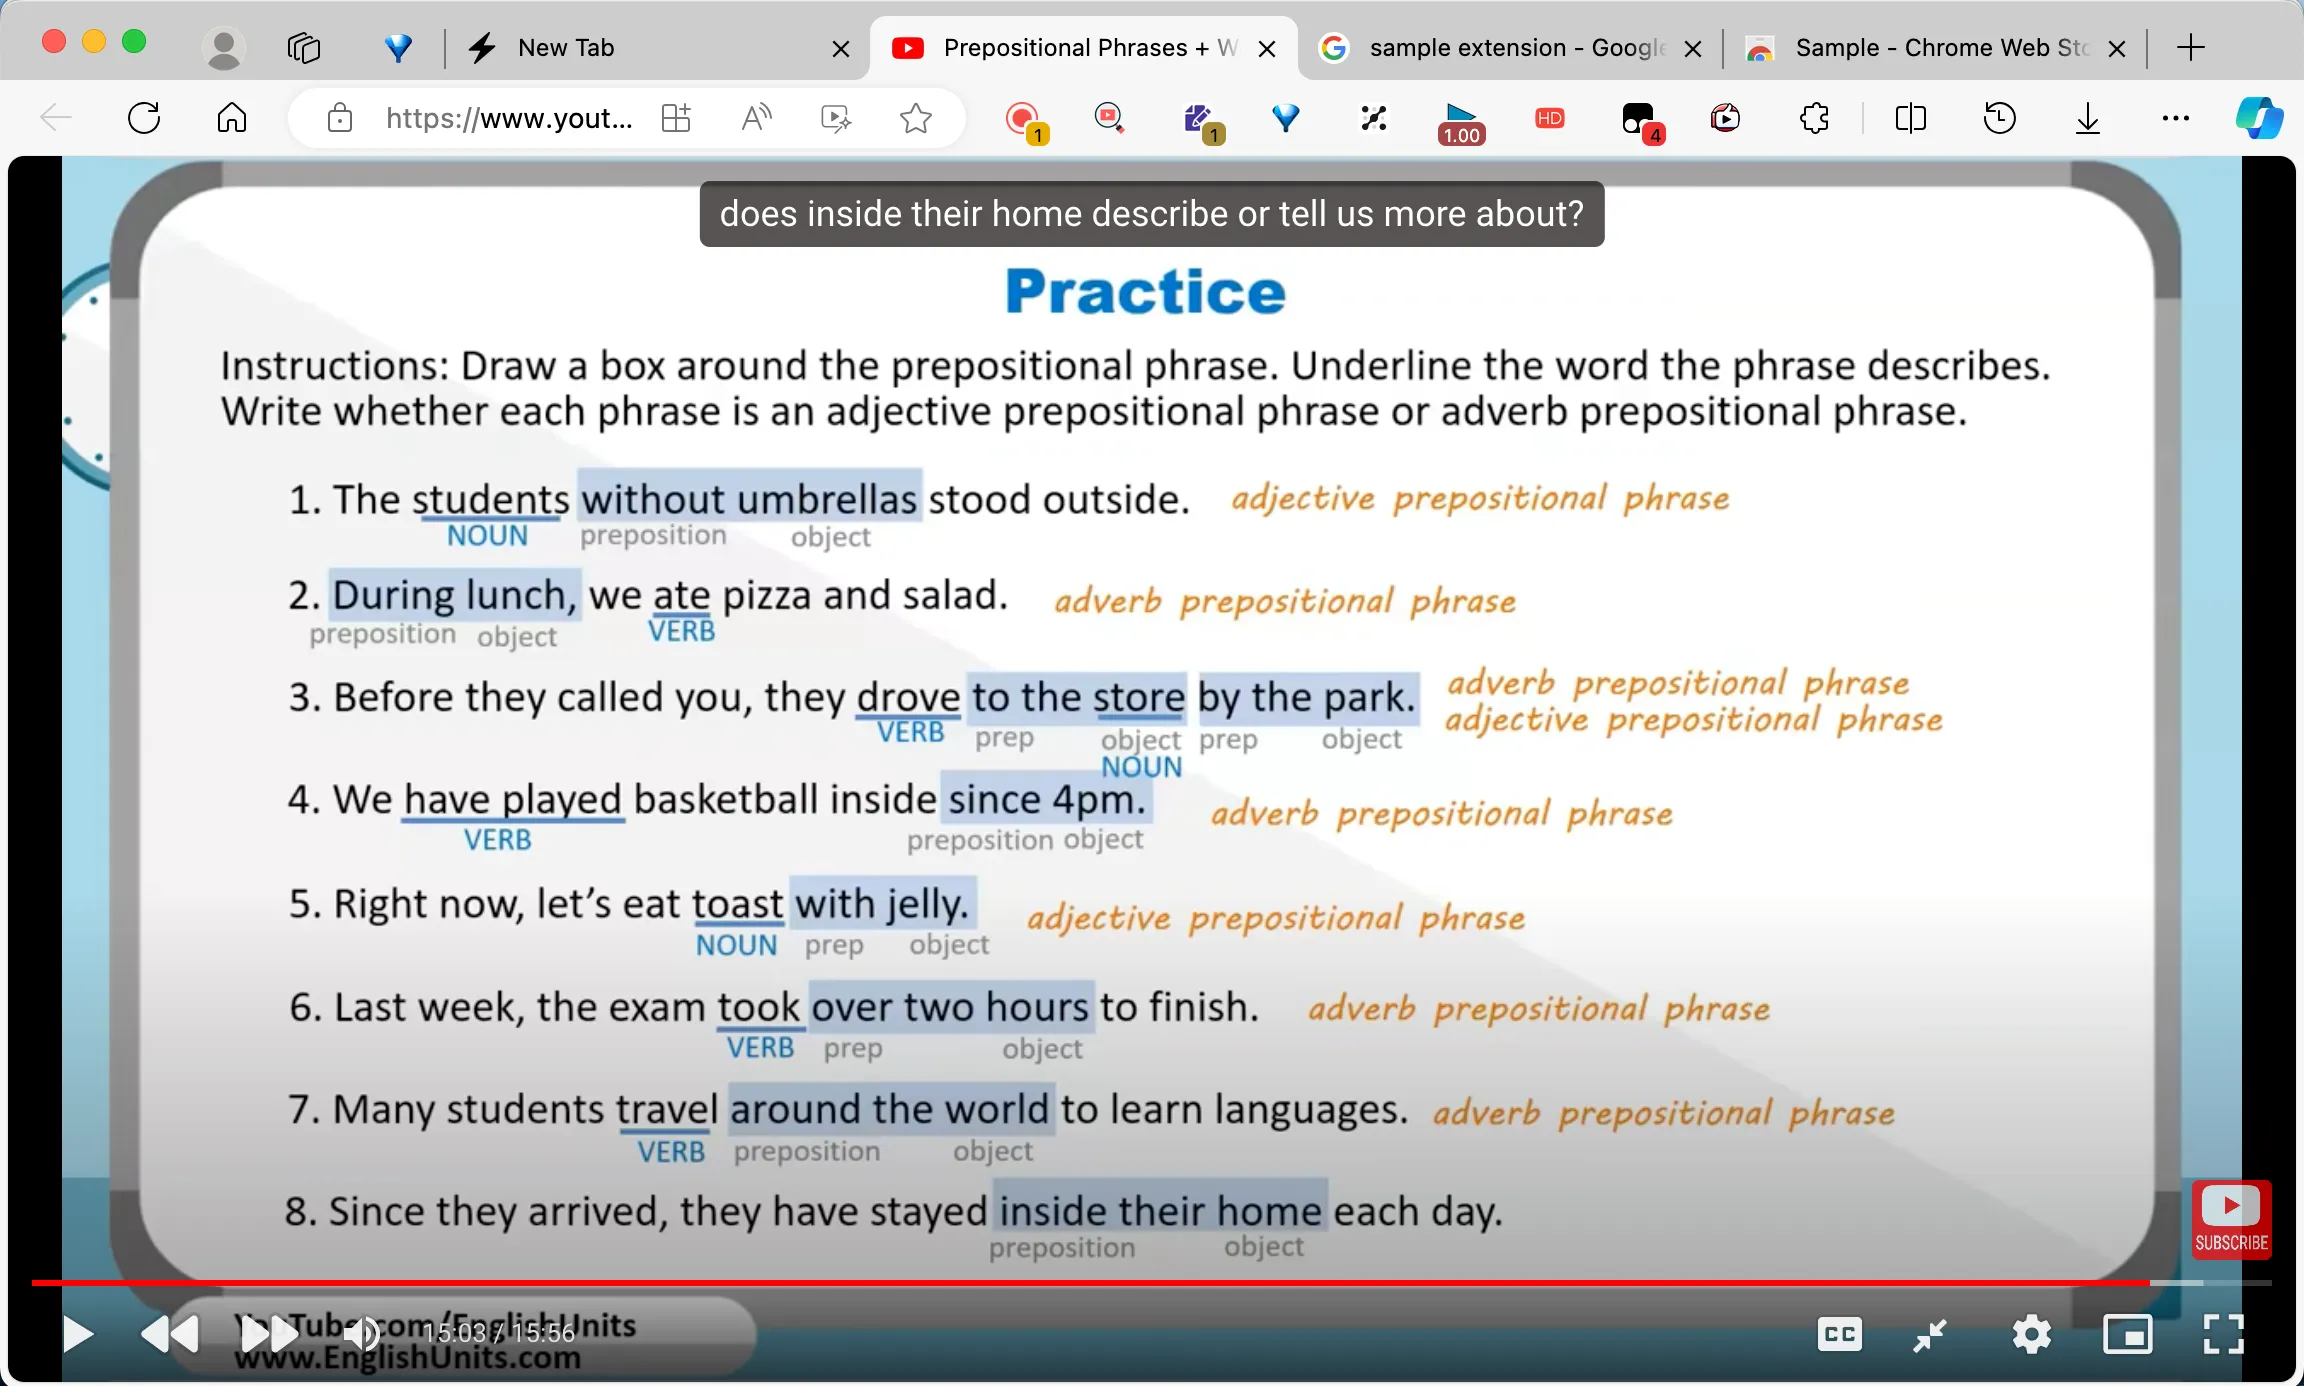 New Tab
Prepositional Phrases + W
sample extension - Google
Sample - Chrome Web Sto
https://www.yout...
1
1
1.00
HD
4
does inside their home describe or tell us more about?
Practice
Instructions: Draw a box around the prepositional phrase. Underline the word the phrase describes.
Write whether each phrase is an adjective prepositional phrase or adverb prepositional phrase.
1. The students without umbrellas stood outside. adjective prepositional phrase
NOUN preposition object
2. During lunch, we ate pizza and salad. adverb prepositional phrase
preposition object VERB
3. Before they called you, they drove to the store by the park. adverb prepositional phrase
adjective prepositional phrase
VERB prep object prep object
NOUN
4. We have played basketball inside since 4pm. adverb prepositional phrase
VERB preposition object
5. Right now, let's eat toast with jelly. adjective prepositional phrase
NOUN prep object
6. Last week, the exam took over two hours to finish. adverb prepositional phrase
VERB prep object
7. Many students travel around the world to learn languages. adverb prepositional phrase
VERB preposition object
8. Since they arrived, they have stayed inside their home each day.
preposition object
SUBSCRIBE
YouTube.com/EnglishUnits
15:03 / 15:56
www.EnglishUnits.com
CC